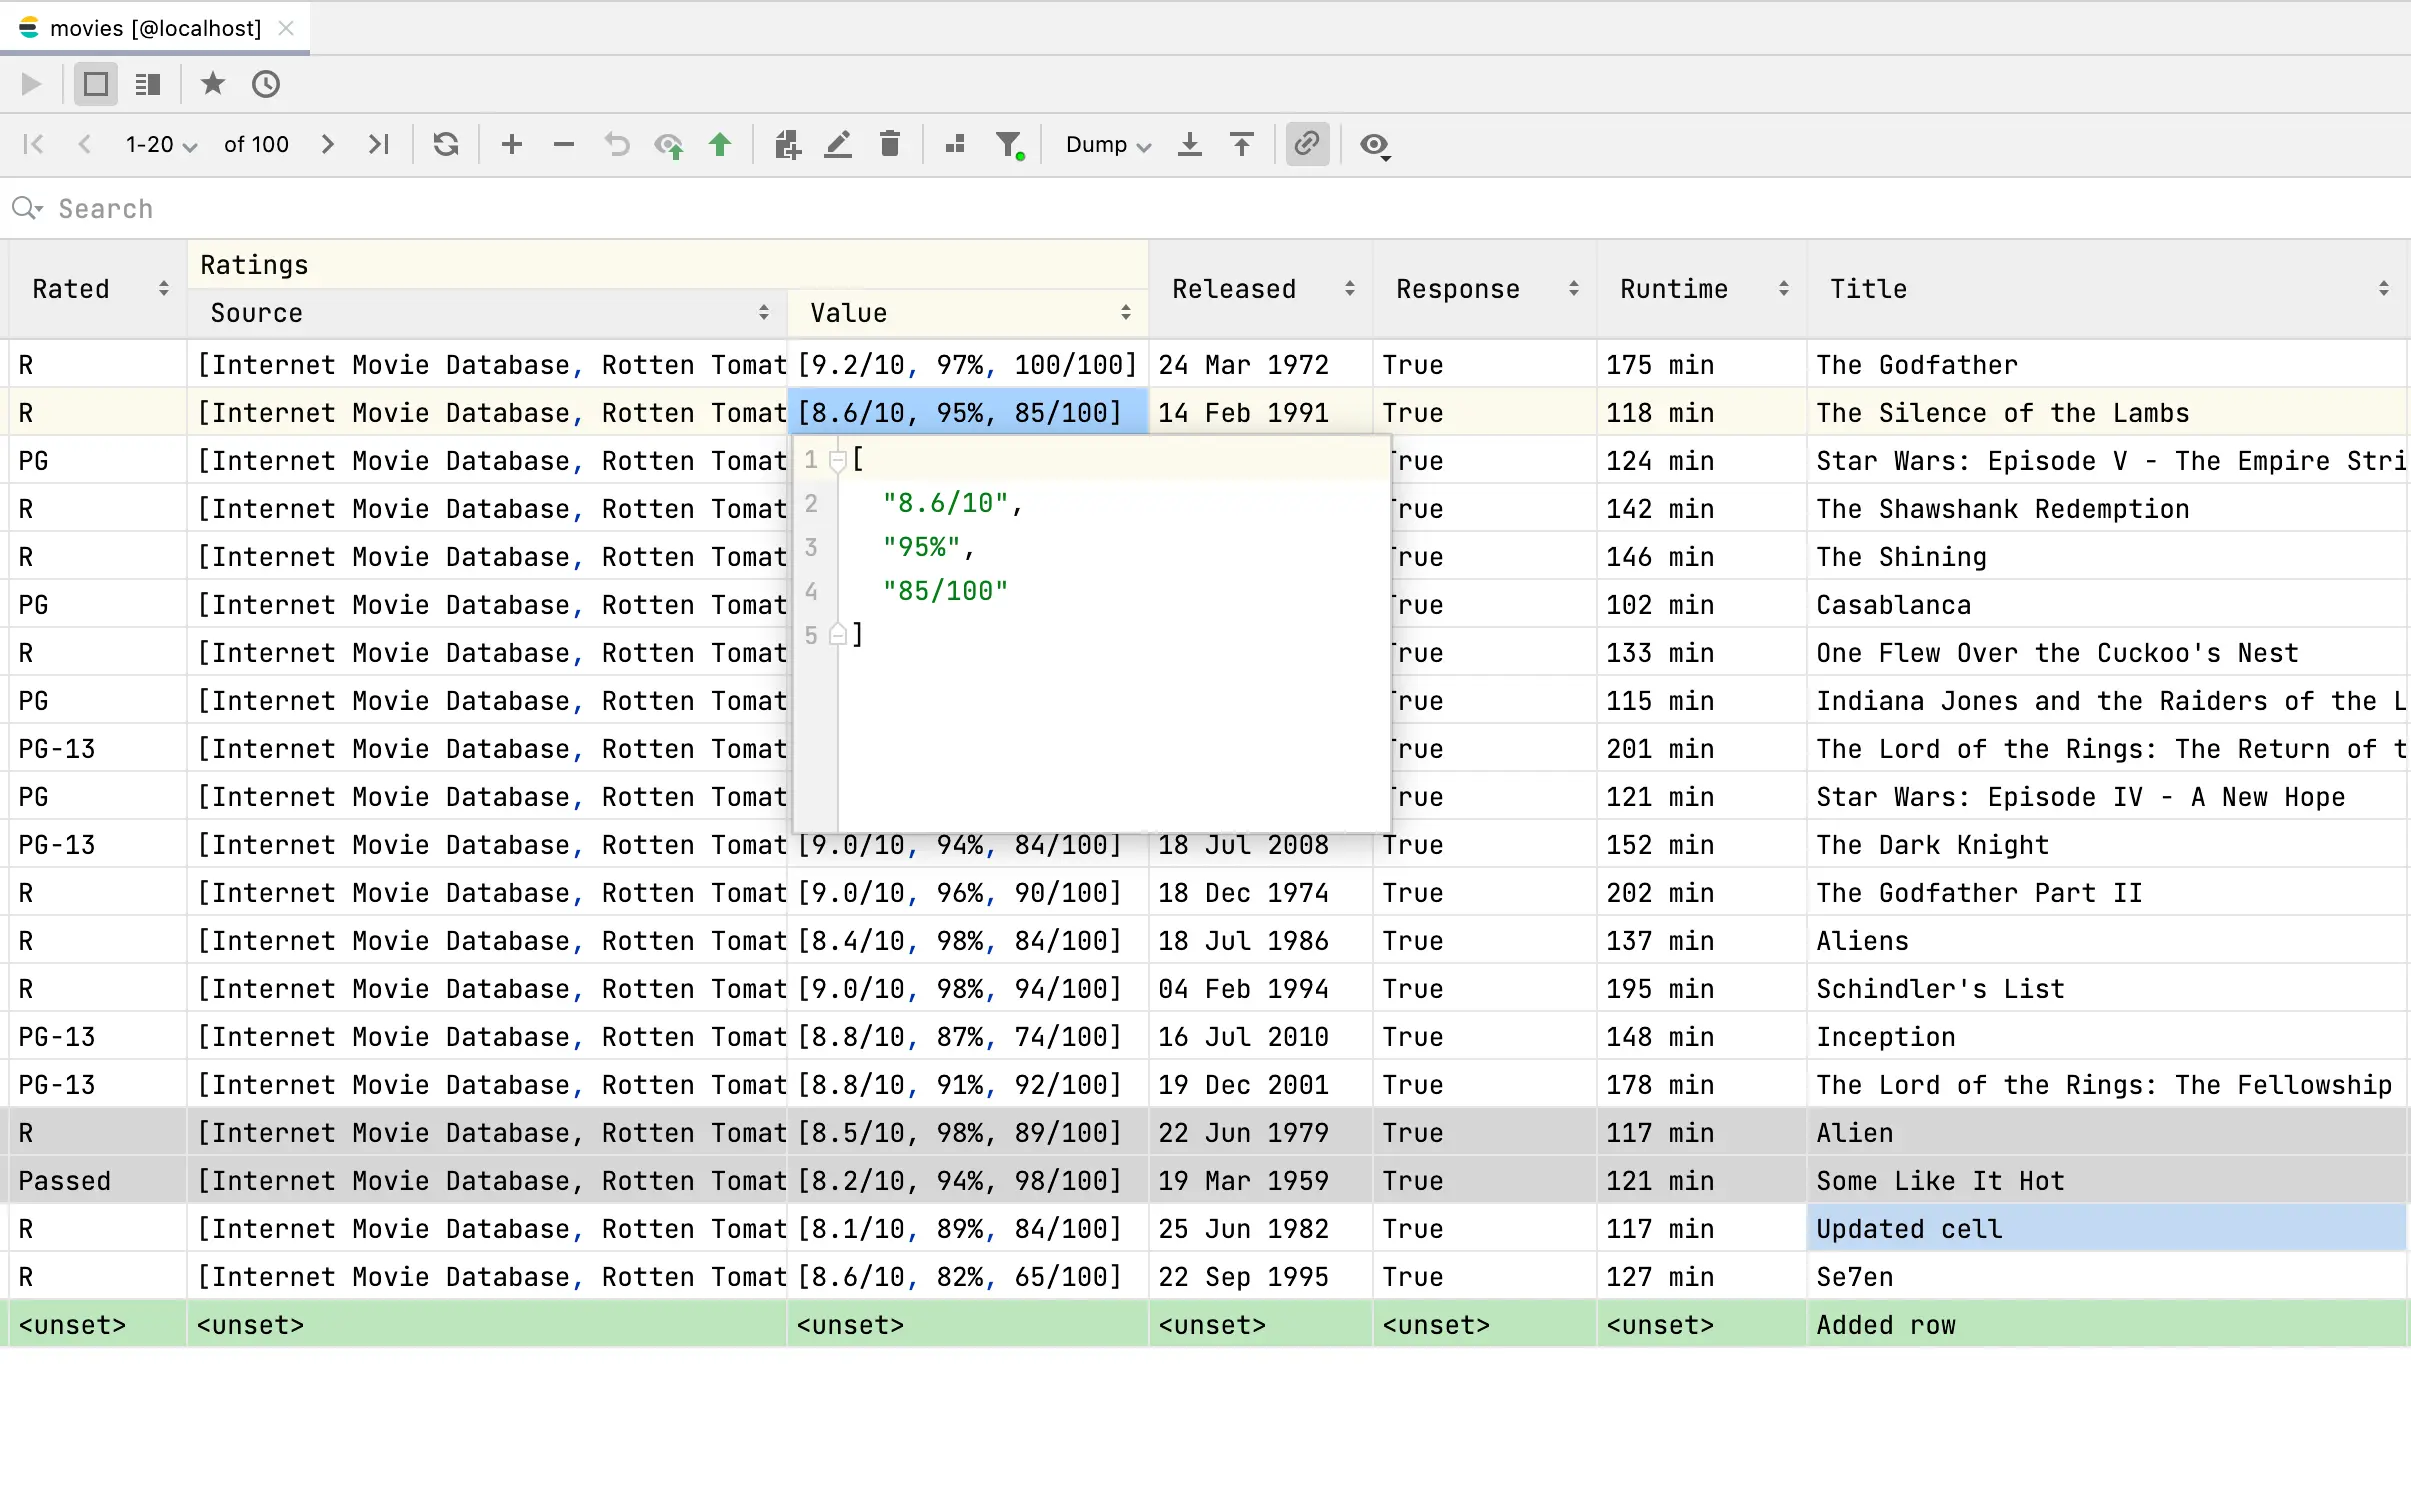 movies [@localhost]
1-20 of 100 Dump
Search
Rated Ratings Released Response Runtime Title
Source Value
R [Internet Movie Database, Rotten Tomat [9.2/10, 97%, 100/100] 24 Mar 1972 True 175 min The Godfather
R [Internet Movie Database, Rotten Tomat [8.6/10, 95%, 85/100] 14 Feb 1991 True 118 min The Silence of the Lambs
PG [Internet Movie Database, Rotten Tomat 1 [ rue 124 min Star Wars: Episode V - The Empire Stri
R [Internet Movie Database, Rotten Tomat 2 "8.6/10", rue 142 min The Shawshank Redemption
R [Internet Movie Database, Rotten Tomat 3 "95%", rue 146 min The Shining
PG [Internet Movie Database, Rotten Tomat 4 "85/100" rue 102 min Casablanca
R [Internet Movie Database, Rotten Tomat 5 ] rue 133 min One Flew Over the Cuckoo's Nest
PG [Internet Movie Database, Rotten Tomat rue 115 min Indiana Jones and the Raiders of the L
PG-13 [Internet Movie Database, Rotten Tomat rue 201 min The Lord of the Rings: The Return of t
PG [Internet Movie Database, Rotten Tomat rue 121 min Star Wars: Episode IV - A New Hope
PG-13 [Internet Movie Database, Rotten Tomat [9.0/10, 94%, 84/100] 18 Jul 2008 True 152 min The Dark Knight
R [Internet Movie Database, Rotten Tomat [9.0/10, 96%, 90/100] 18 Dec 1974 True 202 min The Godfather Part II
R [Internet Movie Database, Rotten Tomat [8.4/10, 98%, 84/100] 18 Jul 1986 True 137 min Aliens
R [Internet Movie Database, Rotten Tomat [9.0/10, 98%, 94/100] 04 Feb 1994 True 195 min Schindler's List
PG-13 [Internet Movie Database, Rotten Tomat [8.8/10, 87%, 74/100] 16 Jul 2010 True 148 min Inception
PG-13 [Internet Movie Database, Rotten Tomat [8.8/10, 91%, 92/100] 19 Dec 2001 True 178 min The Lord of the Rings: The Fellowship
R [Internet Movie Database, Rotten Tomat [8.5/10, 98%, 89/100] 22 Jun 1979 True 117 min Alien
Passed [Internet Movie Database, Rotten Tomat [8.2/10, 94%, 98/100] 19 Mar 1959 True 121 min Some Like It Hot
R [Internet Movie Database, Rotten Tomat [8.1/10, 89%, 84/100] 25 Jun 1982 True 117 min Updated cell
R [Internet Movie Database, Rotten Tomat [8.6/10, 82%, 65/100] 22 Sep 1995 True 127 min Se7en
<unset> <unset> <unset> <unset> <unset> <unset> Added row